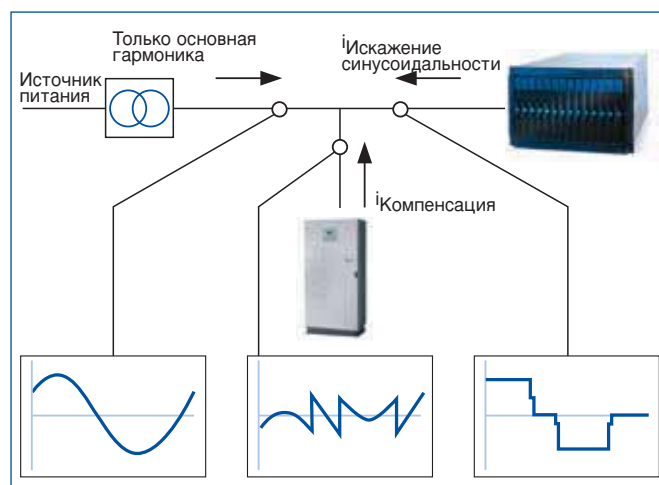 Только основная
гармоника
iИскажение
синусоидальности
Источник
питания
iКомпенсация